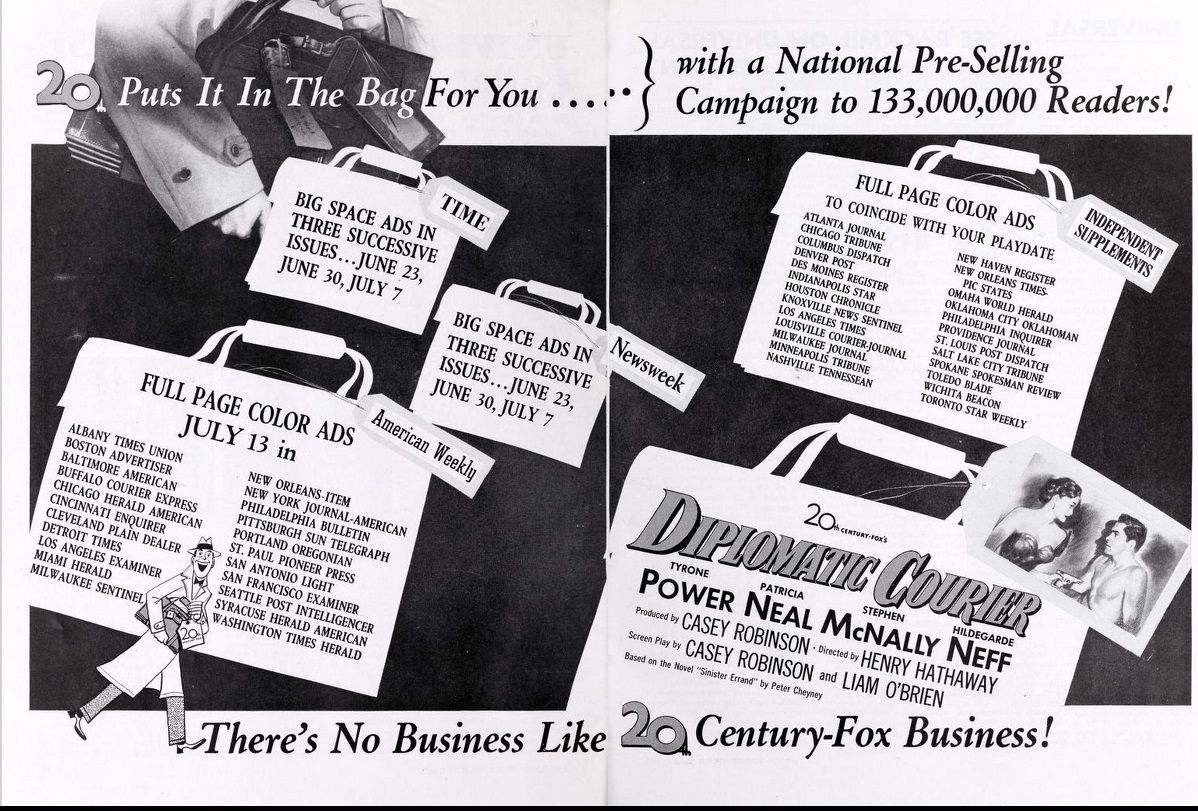 20th Puts It In The Bag For You ......
with a National Pre-Selling
Campaign to 133,000,000 Readers!
BIG SPACE ADS IN
THREE SUCCESSIVE
ISSUES...JUNE 23,
JUNE 30, JULY 7
TIME
BIG SPACE ADS IN
THREE SUCCESSIVE
ISSUES...JUNE 23,
JUNE 30, JULY 7
Newsweek
FULL PAGE COLOR ADS
JULY 13 in
American Weekly
ALBANY TIMES UNION
BOSTON ADVERTISER
BALTIMORE AMERICAN
BUFFALO COURIER EXPRESS
CHICAGO HERALD AMERICAN
CINCINNATI ENQUIRER
CLEVELAND PLAIN DEALER
DETROIT TIMES
LOS ANGELES EXAMINER
MIAMI HERALD
MILWAUKEE SENTINEL
NEW ORLEANS-ITEM
NEW YORK JOURNAL-AMERICAN
PHILADELPHIA BULLETIN
PITTSBURGH SUN TELEGRAPH
PORTLAND OREGONIAN
ST. PAUL PIONEER PRESS
SAN ANTONIO LIGHT
SAN FRANCISCO EXAMINER
SEATTLE POST INTELLIGENCER
SYRACUSE HERALD AMERICAN
WASHINGTON TIMES HERALD
20
FULL PAGE COLOR ADS
TO COINCIDE WITH YOUR PLAYDATE
INDEPENDENT
SUPPLEMENTS
ATLANTA JOURNAL
CHICAGO TRIBUNE
COLUMBUS DISPATCH
DENVER POST
DES MOINES REGISTER
INDIANAPOLIS STAR
HOUSTON CHRONICLE
KNOXVILLE NEWS SENTINEL
LOS ANGELES TIMES
LOUISVILLE COURIER-JOURNAL
MILWAUKEE JOURNAL
MINNEAPOLIS TRIBUNE
NASHVILLE TENNESSEAN
NEW HAVEN REGISTER
NEW ORLEANS TIMES-
PIC STATES
OMAHA WORLD HERALD
OKLAHOMA CITY OKLAHOMAN
PHILADELPHIA INQUIRER
PROVIDENCE JOURNAL
ST. LOUIS POST DISPATCH
SALT LAKE CITY TRIBUNE
SPOKANE SPOKESMAN REVIEW
TOLEDO BLADE
WICHITA BEACON
TORONTO STAR WEEKLY
20th CENTURY-FOX'S
DIPLOMATIC COURIER
TYRONE PATRICIA STEPHEN HILDEGARDE
POWER NEAL McNALLY NEFF
Produced by CASEY ROBINSON · Directed by HENRY HATHAWAY
Screen Play by CASEY ROBINSON and LIAM O'BRIEN
Based on the Novel "Sinister Errand" by Peter Cheyney
There's No Business Like 20th Century-Fox Business!